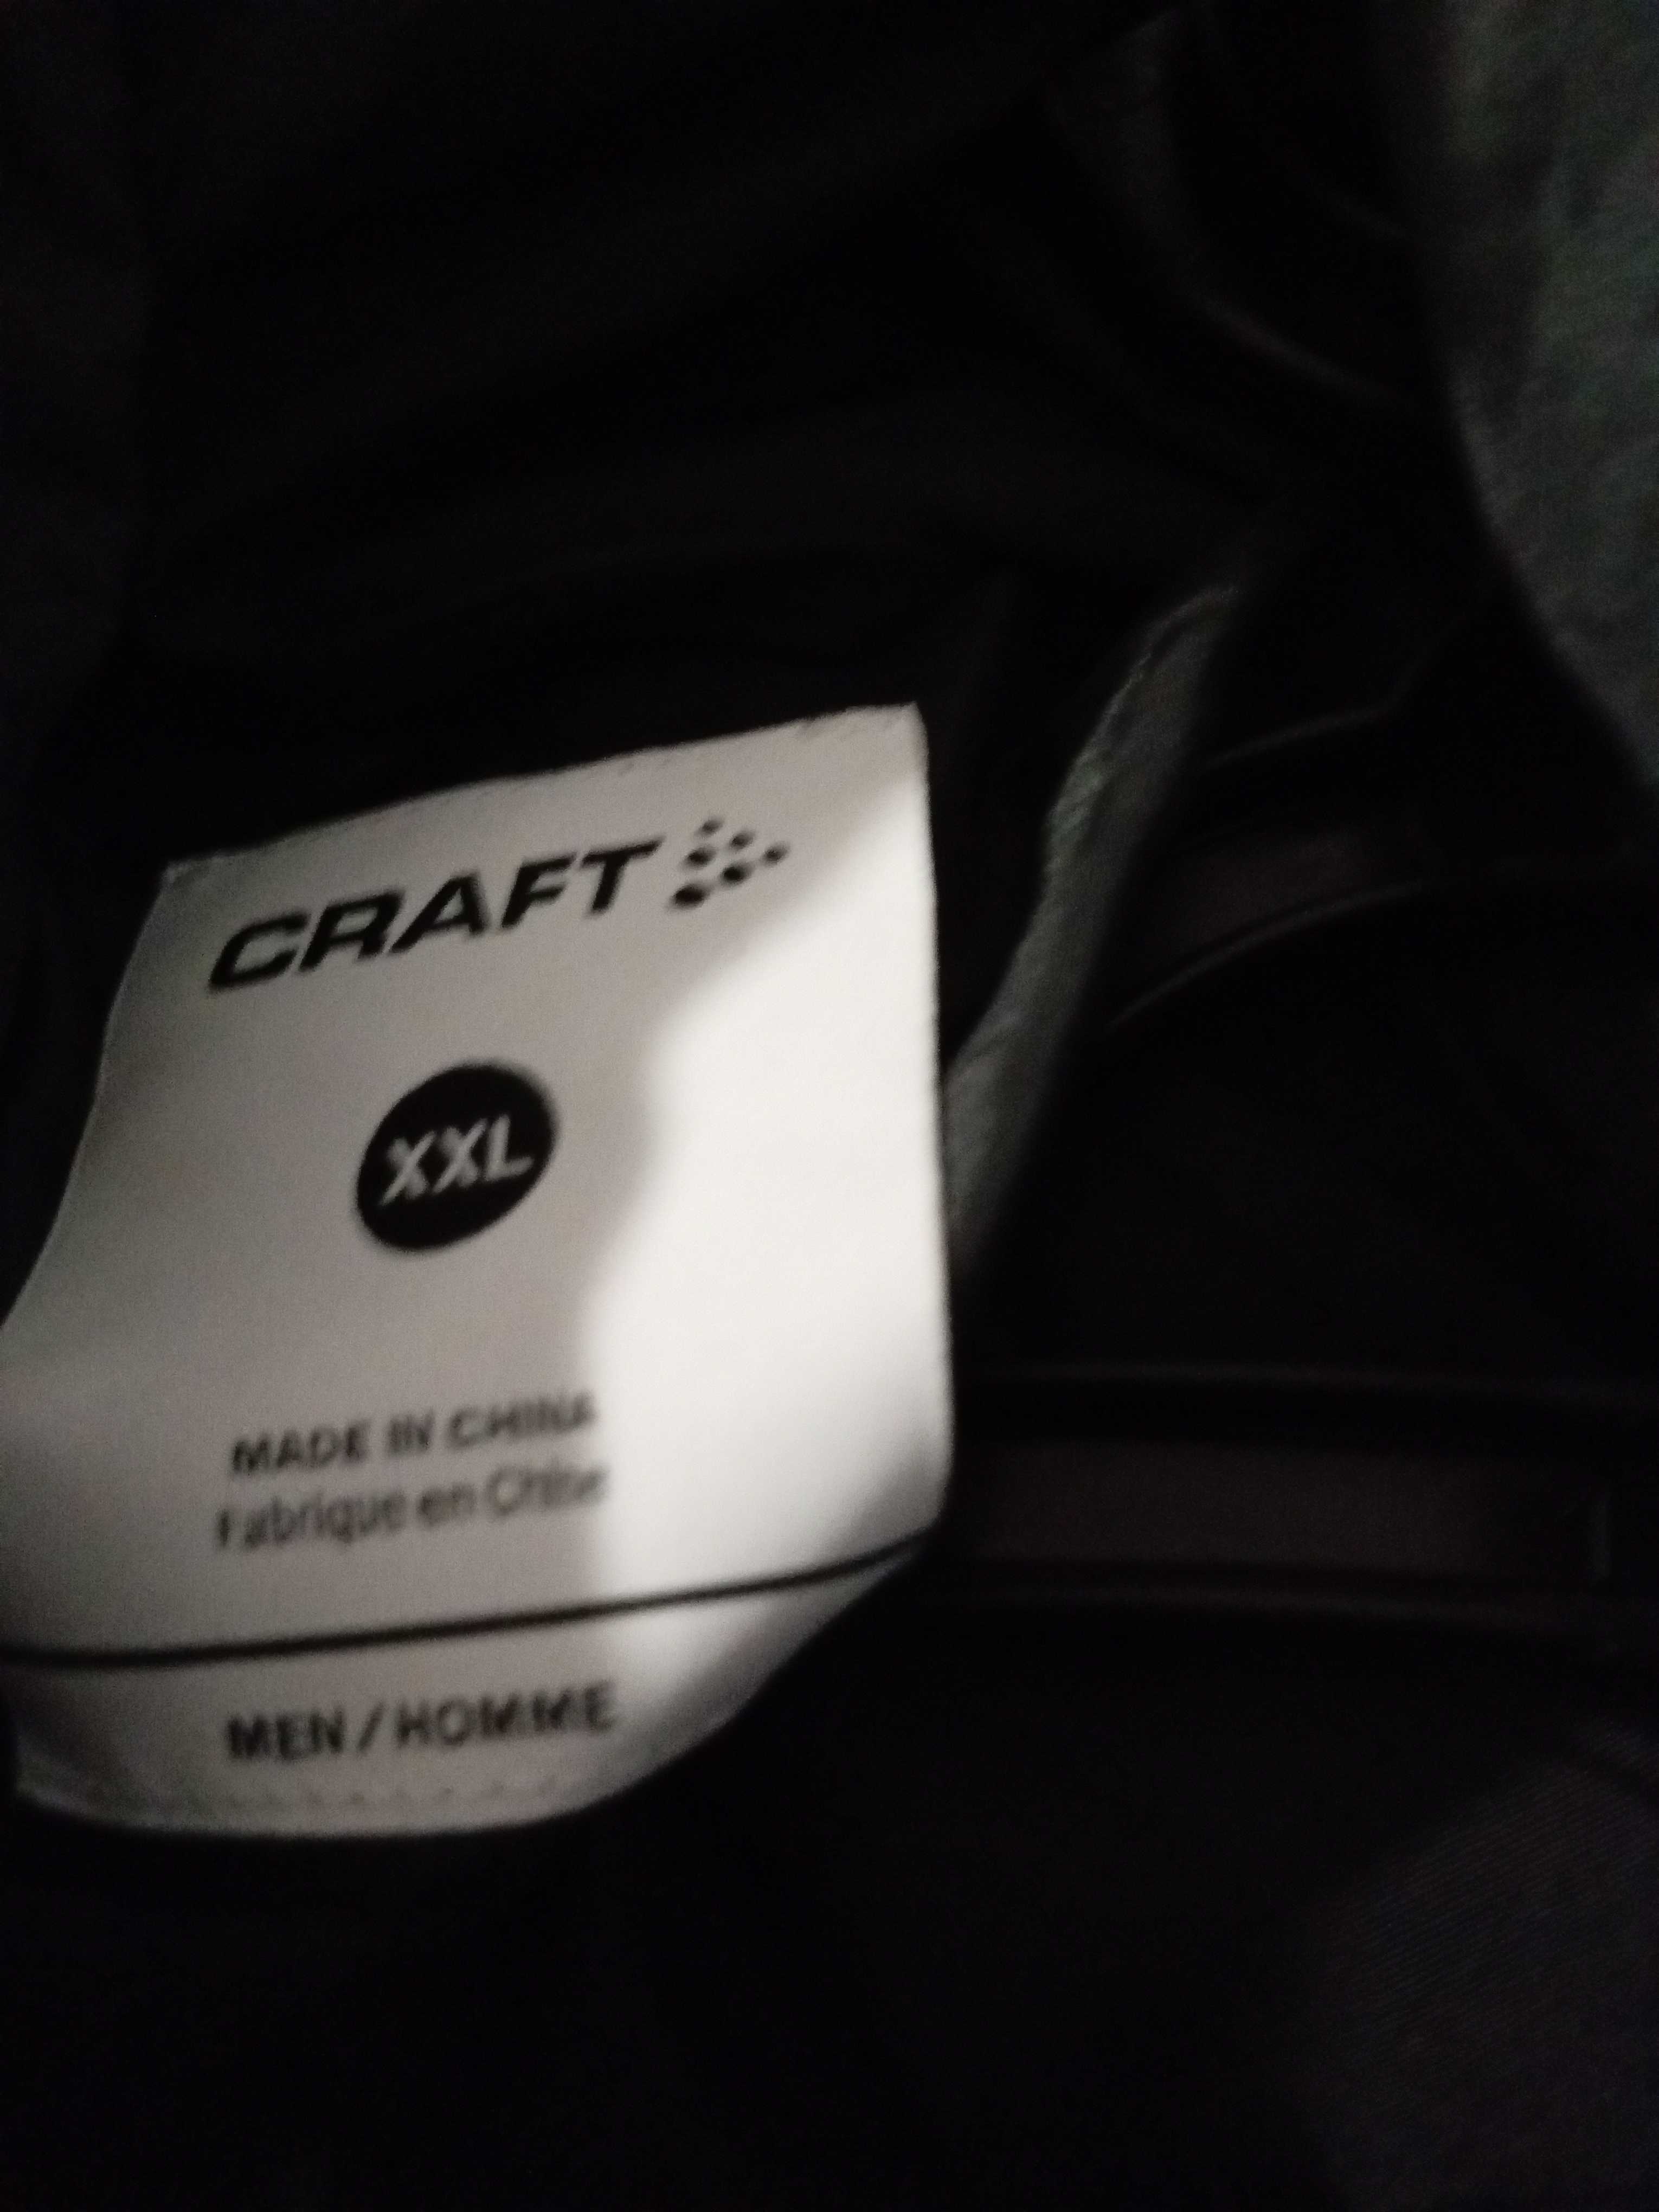 CRAFT
XXL
MADE IN CHINA
Fabrique en Chine
MEN / HOMME